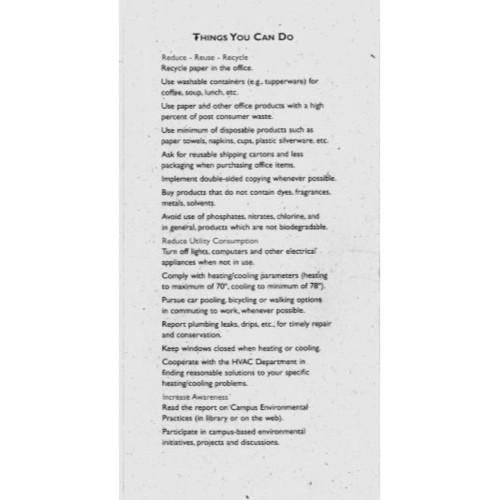 THINGS YOU CAN DO
Reduce - Reuse - Recycle
Recycle paper in the office.
Use washable containers (e.g., tupperware) for
coffee, soup, lunch, etc.
Use paper and other office products with a high
percent of post consumer waste.
Use minimum of disposable products such as
paper towels, napkins, cups, plastic silverware, etc.
Ask for reusable shipping cartons and less
packaging when purchasing office items.
Implement double-sided copying whenever possible.
Buy products that do not contain dyes, fragrances,
metals, solvents.
Avoid use of phosphates, nitrates, chlorine, and
in general, products which are not biodegradable.
Reduce Utility Consumption
Turn off lights, computers and other electrical
appliances when not in use.
Comply with heating/cooling parameters (heating
to maximum of 70°, cooling to minimum of 78°).
Pursue car pooling, bicycling or walking options
in commuting to work, whenever possible.
Report plumbing leaks, drips, etc., for timely repair
and conservation.
Keep windows closed when heating or cooling.
Cooperate with the HVAC Department in
finding reasonable solutions to your specific
heating/cooling problems.
Increase Awareness
Read the report on Campus Environmental
Practices (in library or on the web).
Participate in campus-based environmental
initiatives, projects and discussions.